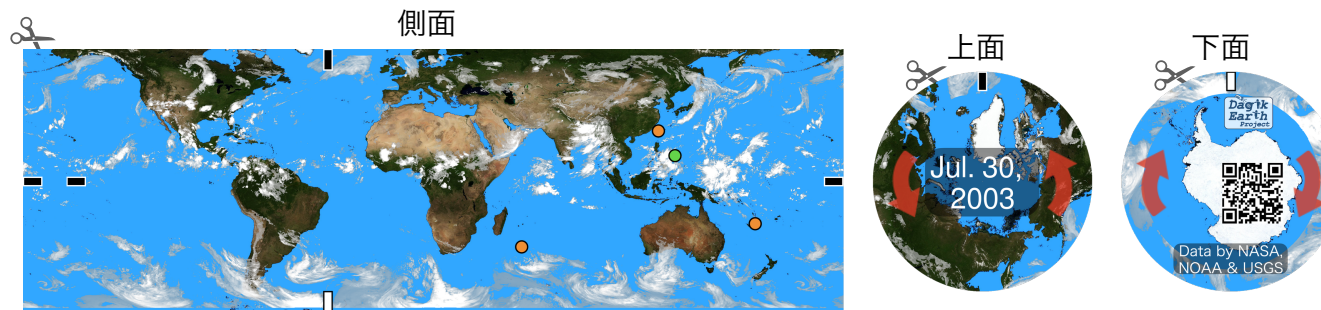 側面
上面
下面
Jul. 30,
2003
Dagik
Earth
Project
Data by NASA,
NOAA & USGS